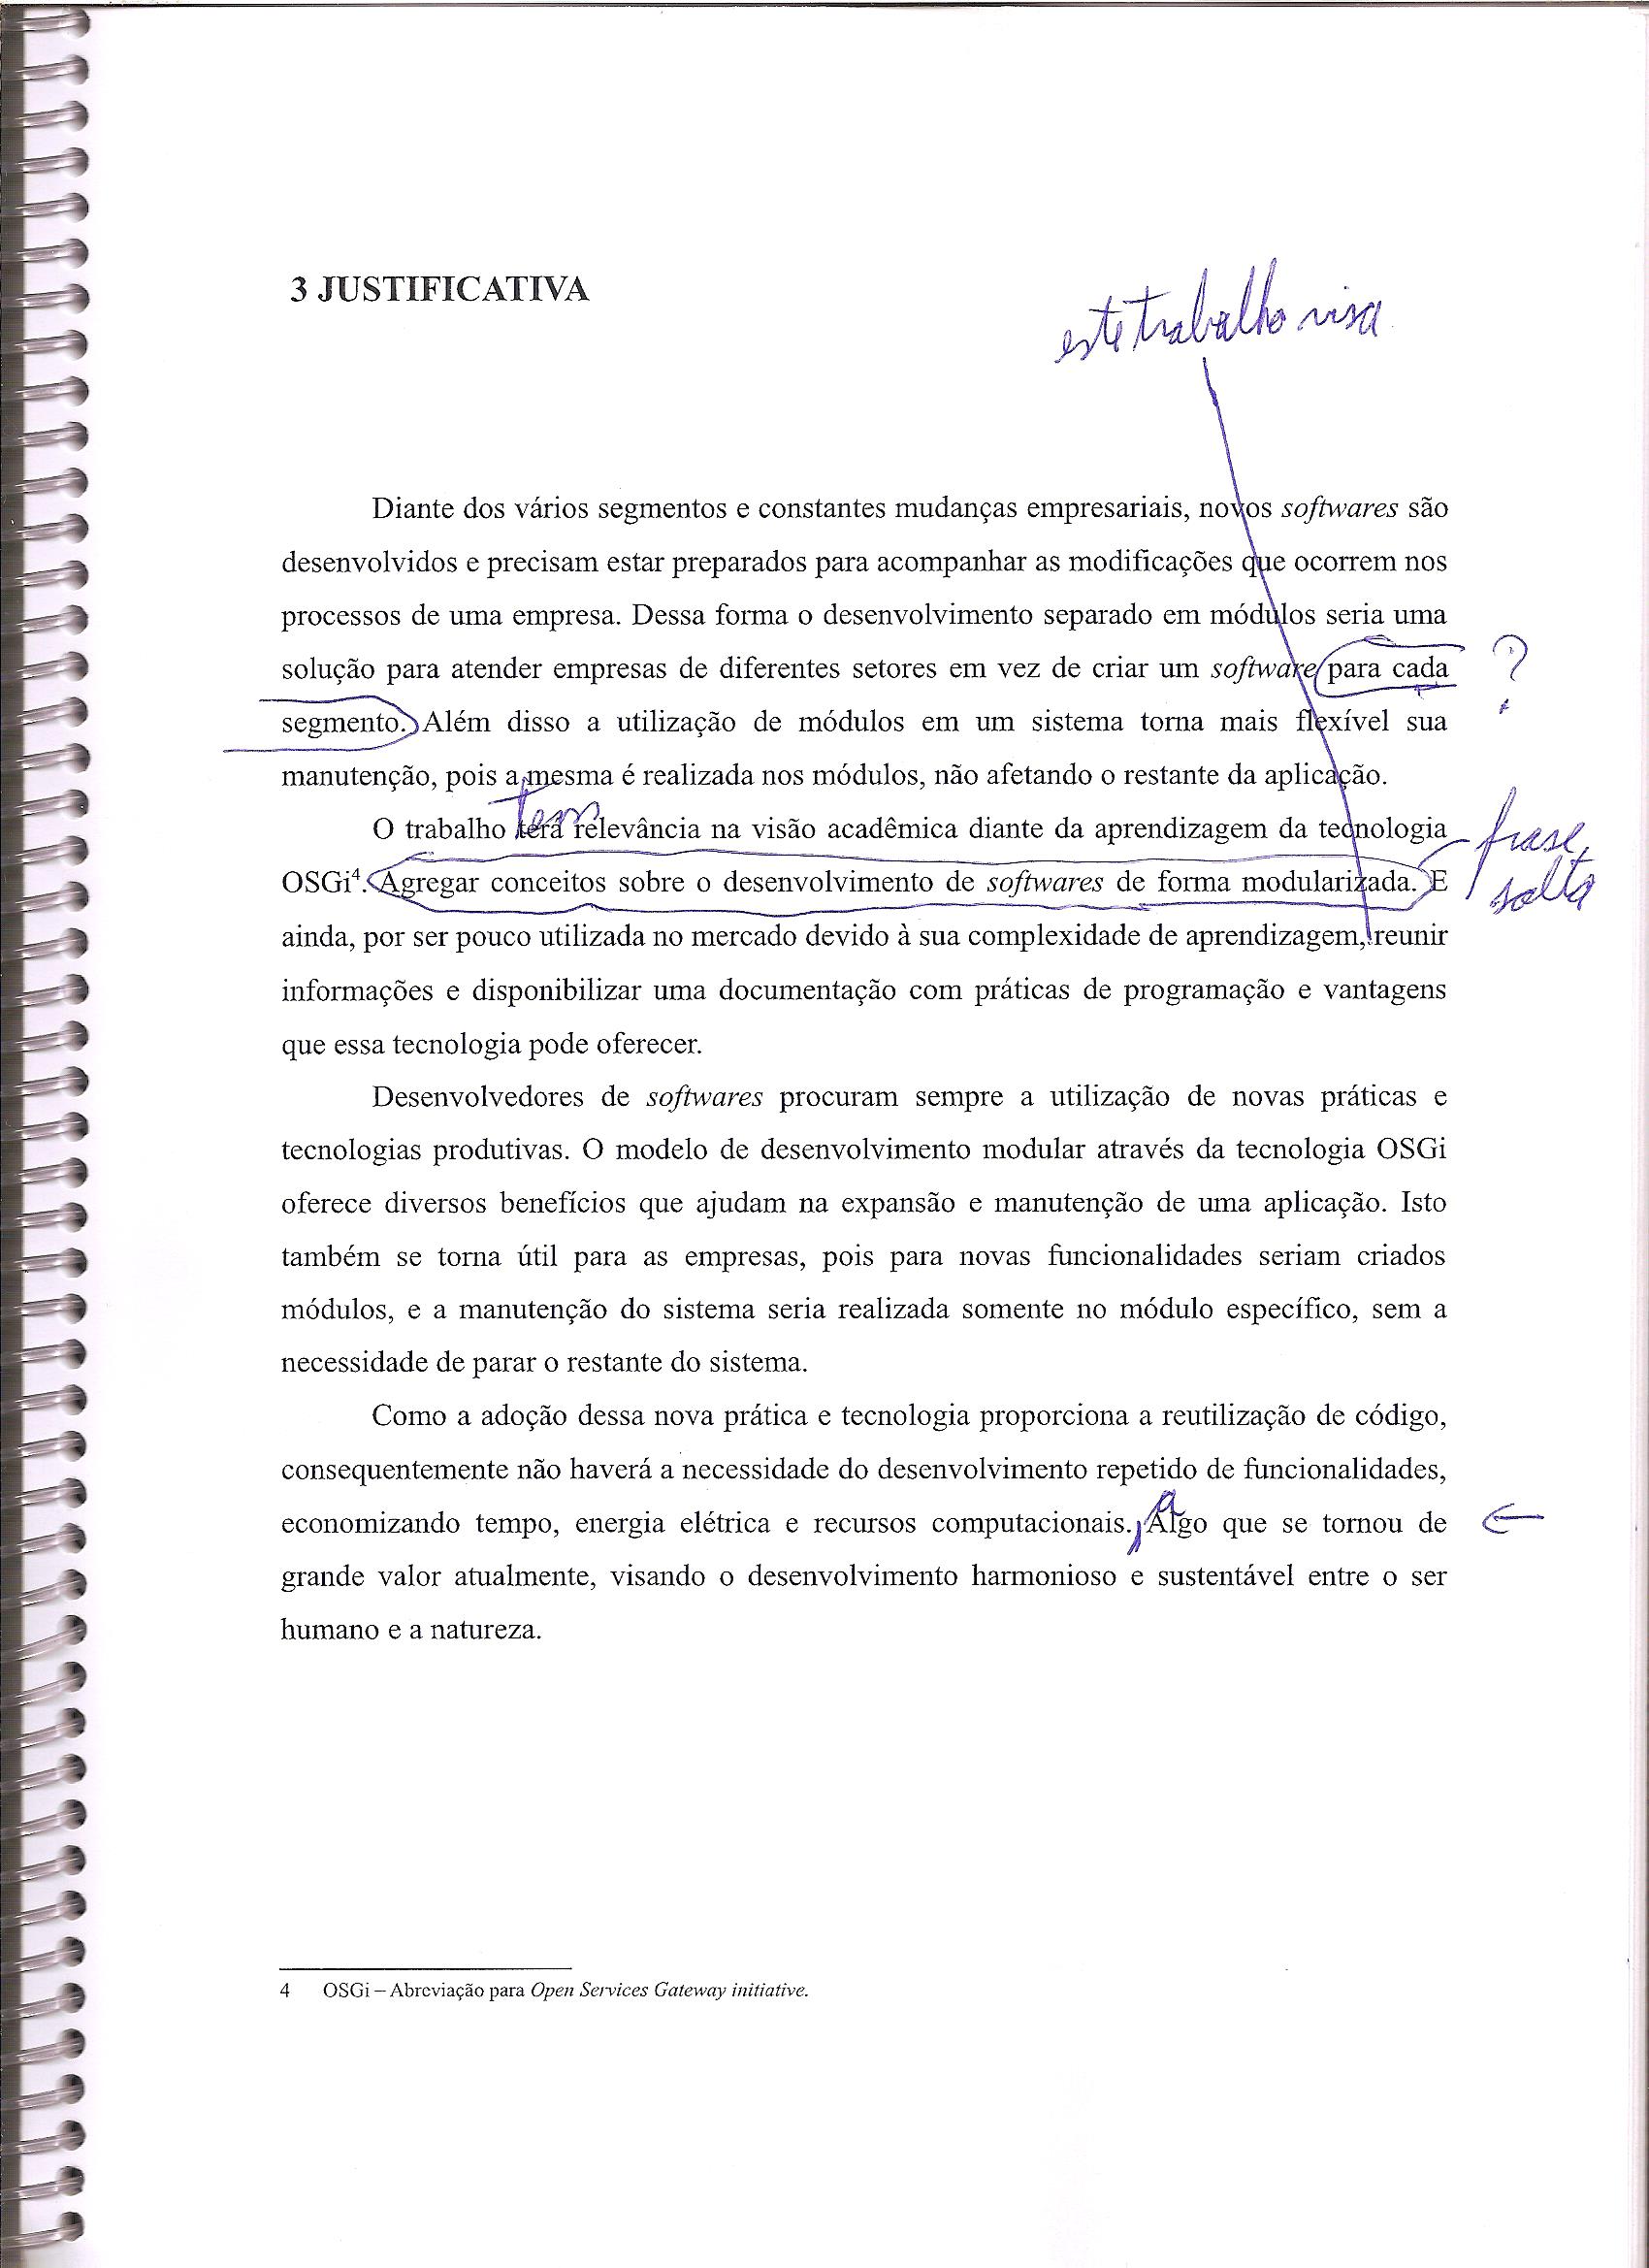 3 JUSTIFICATIVA
este trabalho visa
Diante dos vários segmentos e constantes mudanças empresariais, novos softwares são
desenvolvidos e precisam estar preparados para acompanhar as modificações que ocorrem nos
processos de uma empresa. Dessa forma o desenvolvimento separado em módulos seria uma
solução para atender empresas de diferentes setores em vez de criar um software para cada ?
segmento. Além disso a utilização de módulos em um sistema torna mais flexível sua
manutenção, pois a mesma é realizada nos módulos, não afetando o restante da aplicação.
tem
O trabalho terá relevância na visão acadêmica diante da aprendizagem da tecnologia
frase
solta
OSGi⁴. Agregar conceitos sobre o desenvolvimento de softwares de forma modularizada. E
ainda, por ser pouco utilizada no mercado devido à sua complexidade de aprendizagem, reunir
informações e disponibilizar uma documentação com práticas de programação e vantagens
que essa tecnologia pode oferecer.
Desenvolvedores de softwares procuram sempre a utilização de novas práticas e
tecnologias produtivas. O modelo de desenvolvimento modular através da tecnologia OSGi
oferece diversos benefícios que ajudam na expansão e manutenção de uma aplicação. Isto
também se torna útil para as empresas, pois para novas funcionalidades seriam criados
módulos, e a manutenção do sistema seria realizada somente no módulo específico, sem a
necessidade de parar o restante do sistema.
Como a adoção dessa nova prática e tecnologia proporciona a reutilização de código,
consequentemente não haverá a necessidade do desenvolvimento repetido de funcionalidades,
a
economizando tempo, energia elétrica e recursos computacionais., Algo que se tornou de ←
grande valor atualmente, visando o desenvolvimento harmonioso e sustentável entre o ser
humano e a natureza.
4 OSGi – Abreviação para Open Services Gateway initiative.